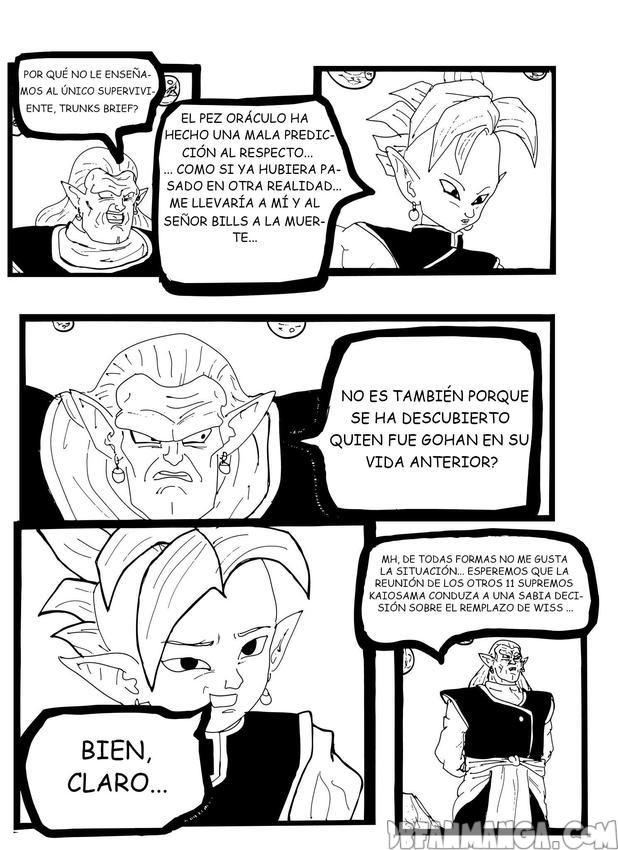 POR QUÉ NO LE ENSEÑA-
MOS AL ÚNICO SUPERVIVI-
ENTE, TRUNKS BRIEF?
EL PEZ ORÁCULO HA
HECHO UNA MALA PREDIC-
CIÓN AL RESPECTO...
... COMO SI YA HUBIERA PA-
SADO EN OTRA REALIDAD...
ME LLEVARÍA A MÍ Y AL
SEÑOR BILLS A LA MUER-
TE...
NO ES TAMBIÉN PORQUE
SE HA DESCUBIERTO
QUIEN FUE GOHAN EN SU
VIDA ANTERIOR?
BIEN,
CLARO...
MH, DE TODAS FORMAS NO ME GUSTA
LA SITUACIÓN... ESPEREMOS QUE LA
REUNIÓN DE LOS OTROS 11 SUPREMOS
KAIOSAMA CONDUZA A UNA SABIA DECI-
SIÓN SOBRE EL REMPLAZO DE WISS ...
DBFANMANGA.COM